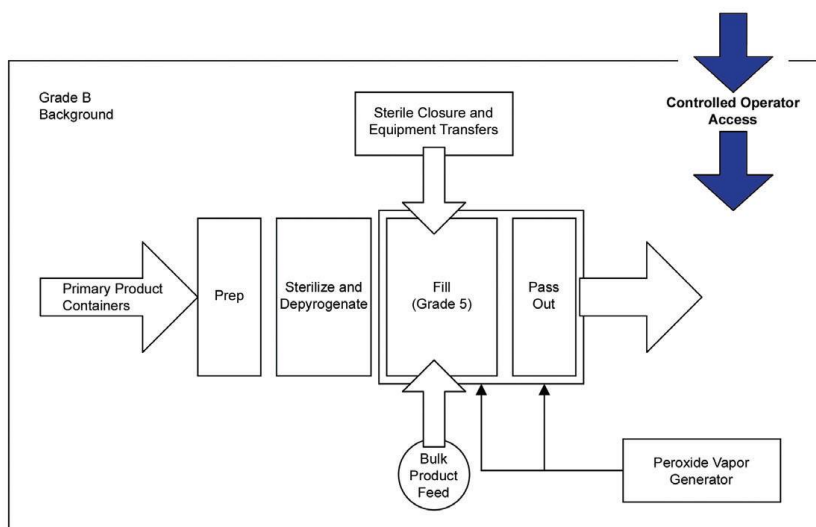 Grade B
Background
Controlled Operator
Access
Sterile Closure and
Equipment Transfers
Primary Product
Containers
Prep
Sterilize and
Depyrogenate
Fill
(Grade 5)
Pass
Out
Bulk
Product
Feed
Peroxide Vapor
Generator